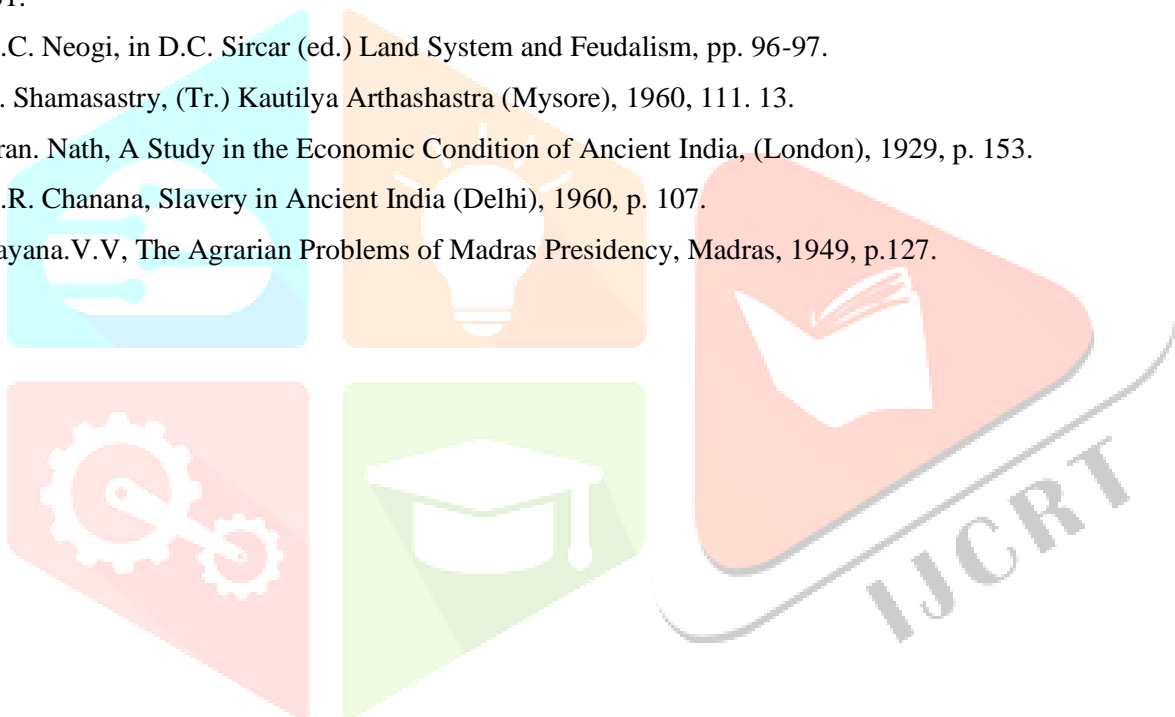 .C. Neogi, in D.C. Sircar (ed.) Land System and Feudalism, pp. 96-97.
. Shamasastry, (Tr.) Kautilya Arthashastra (Mysore), 1960, 111. 13.
ran. Nath, A Study in the Economic Condition of Ancient India, (London), 1929, p. 153.
.R. Chanana, Slavery in Ancient India (Delhi), 1960, p. 107.
ayana.V.V, The Agrarian Problems of Madras Presidency, Madras, 1949, p.127.
IJCRT